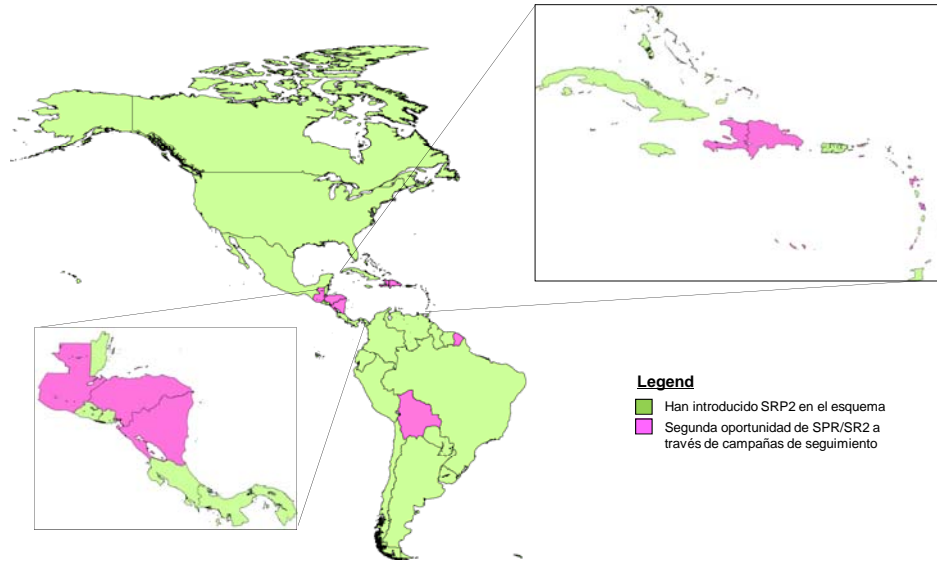 Legend
Han introducido SRP2 en el esquema
Segunda oportunidad de SPR/SR2 a
través de campañas de seguimiento